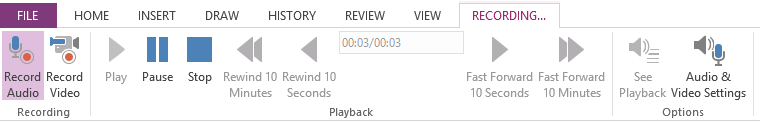 FILE HOME INSERT DRAW HISTORY REVIEW VIEW RECORDING...
00:03/00:03
Record Audio
Record Video
Play
Pause
Stop
Rewind 10 Minutes
Rewind 10 Seconds
Fast Forward 10 Seconds
Fast Forward 10 Minutes
See Playback
Audio & Video Settings
Recording
Playback
Options